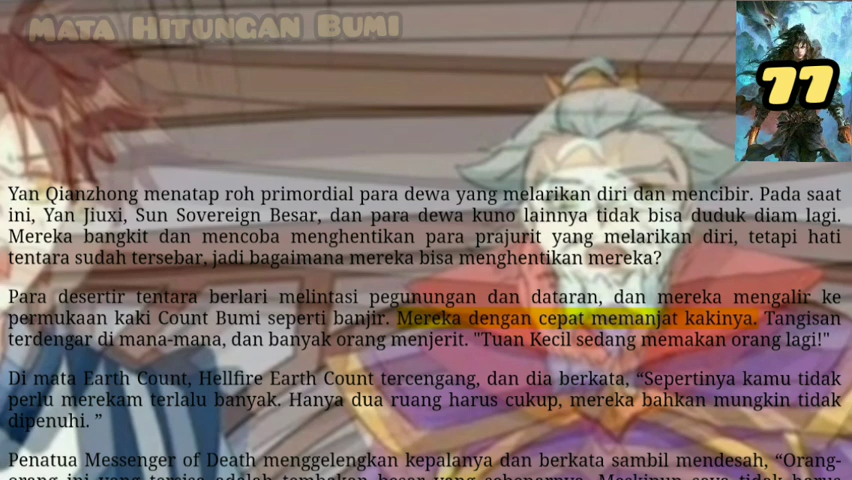 Mata Hitungan Bumi
77
Yan Qianzhong menatap roh primordial para dewa yang melarikan diri dan mencibir. Pada saat
ini, Yan Jiuxi, Sun Sovereign Besar, dan para dewa kuno lainnya tidak bisa duduk diam lagi.
Mereka bangkit dan mencoba menghentikan para prajurit yang melarikan diri, tetapi hati
tentara sudah tersebar, jadi bagaimana mereka bisa menghentikan mereka?
Para desertir tentara berlari melintasi pegunungan dan dataran, dan mereka mengalir ke
permukaan kaki Count Bumi seperti banjir. Mereka dengan cepat memanjat kakinya. Tangisan
terdengar di mana-mana, dan banyak orang menjerit. "Tuan Kecil sedang memakan orang lagi!"
Di mata Earth Count, Hellfire Earth Count tercengang, dan dia berkata, “Sepertinya kamu tidak
perlu merekam terlalu banyak. Hanya dua ruang harus cukup, mereka bahkan mungkin tidak
dipenuhi. ”
Penatua Messenger of Death menggelengkan kepalanya dan berkata sambil mendesah, “Orang-